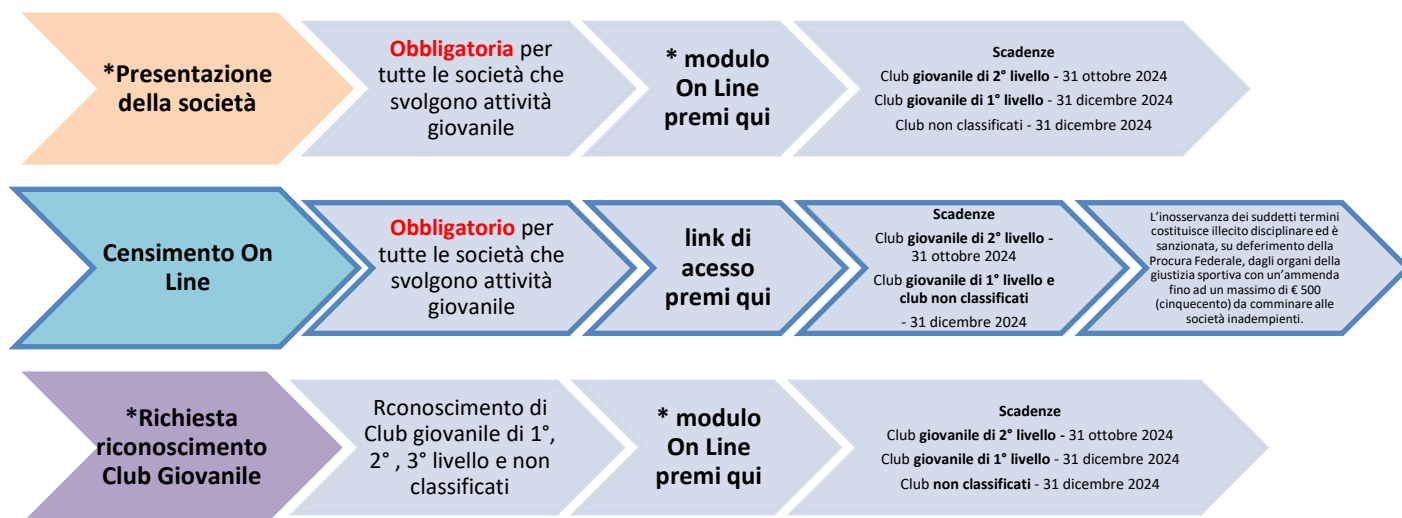 *Presentazione
della società
Obbligatoria per
tutte le società che
svolgono attività
giovanile
* modulo
On Line
premi qui
Scadenze
Club giovanile di 2° livello - 31 ottobre 2024
Club giovanile di 1° livello - 31 dicembre 2024
Club non classificati - 31 dicembre 2024
Censimento On
Line
Obbligatorio per
tutte le società che
svolgono attività
giovanile
link di
acesso
premi qui
Scadenze
Club giovanile di 2° livello -
31 ottobre 2024
Club giovanile di 1° livello e
club non classificati
- 31 dicembre 2024
L'inosservanza dei suddetti termini
costituisce illecito disciplinare ed è
sanzionata, su deferimento della
Procura Federale, dagli organi della
giustizia sportiva con un'ammenda
fino ad un massimo di € 500
(cinquecento) da comminare alle
società inadempienti.
*Richiesta
riconoscimento
Club Giovanile
Rconoscimento di
Club giovanile di 1°,
2° , 3° livello e non
classificati
* modulo
On Line
premi qui
Scadenze
Club giovanile di 2° livello - 31 ottobre 2024
Club giovanile di 1° livello - 31 dicembre 2024
Club non classificati - 31 dicembre 2024